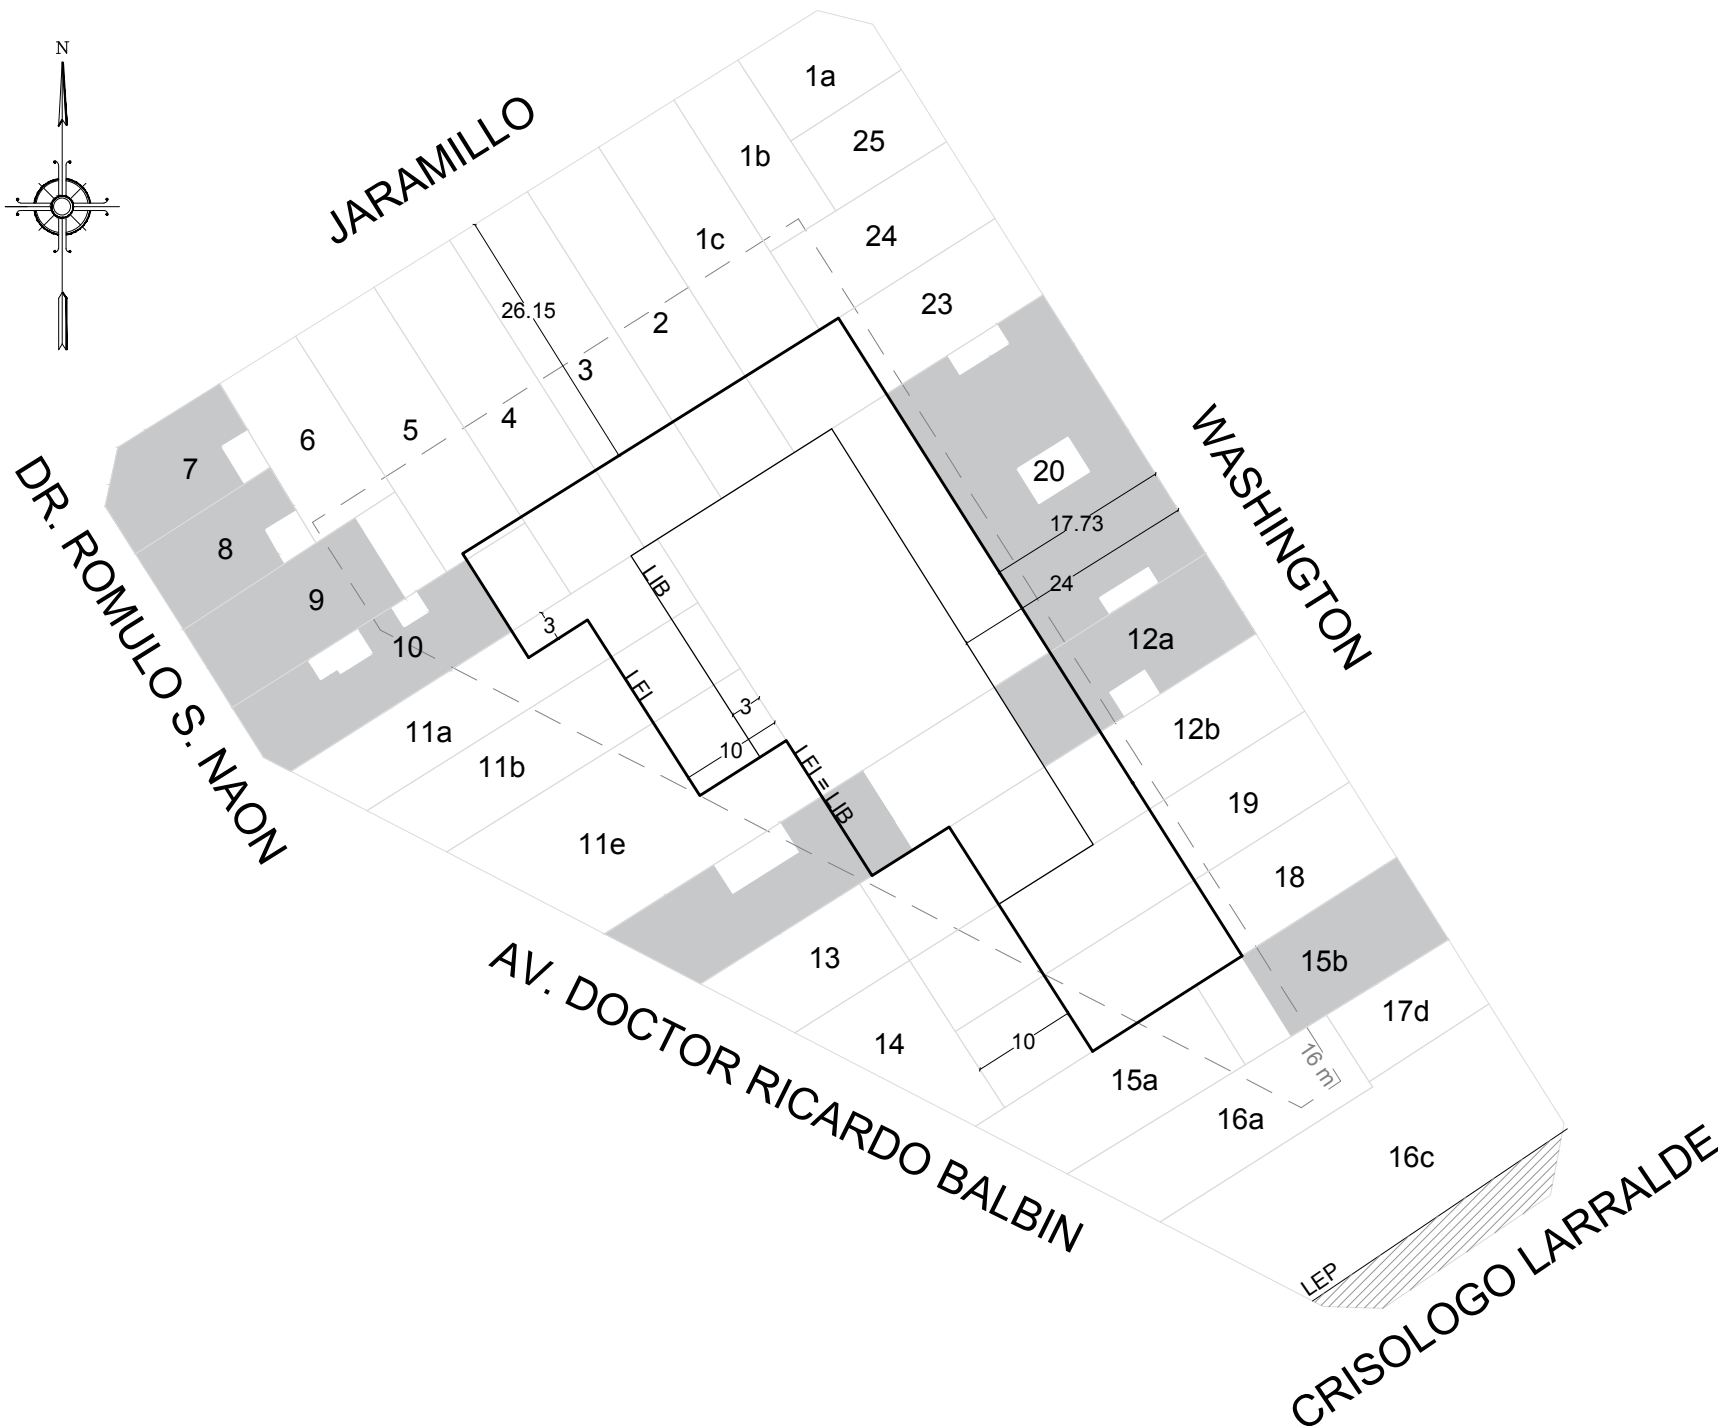 N
JARAMILLO
1a
25
1b
24
1c
23
26.15
2
3
4
5
6
7
8
9
10
20
17.73
24
WASHINGTON
12a
12b
19
18
15b
17d
16 m
DR. ROMULO S. NAON
LIB
3
LFI
11a
11b
3
10
LFI = LIB
11e
13
14
10
15a
16a
16c
AV. DOCTOR RICARDO BALBIN
LEP
CRISOLOGO LARRALDE